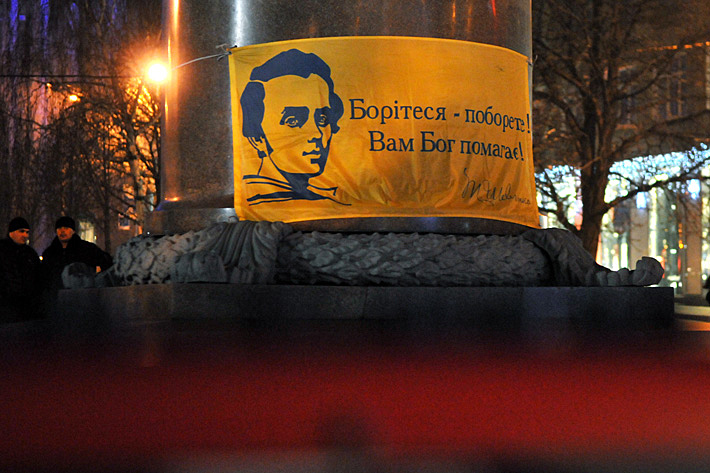 Борітеся - поборете!
Вам Бог помагає!